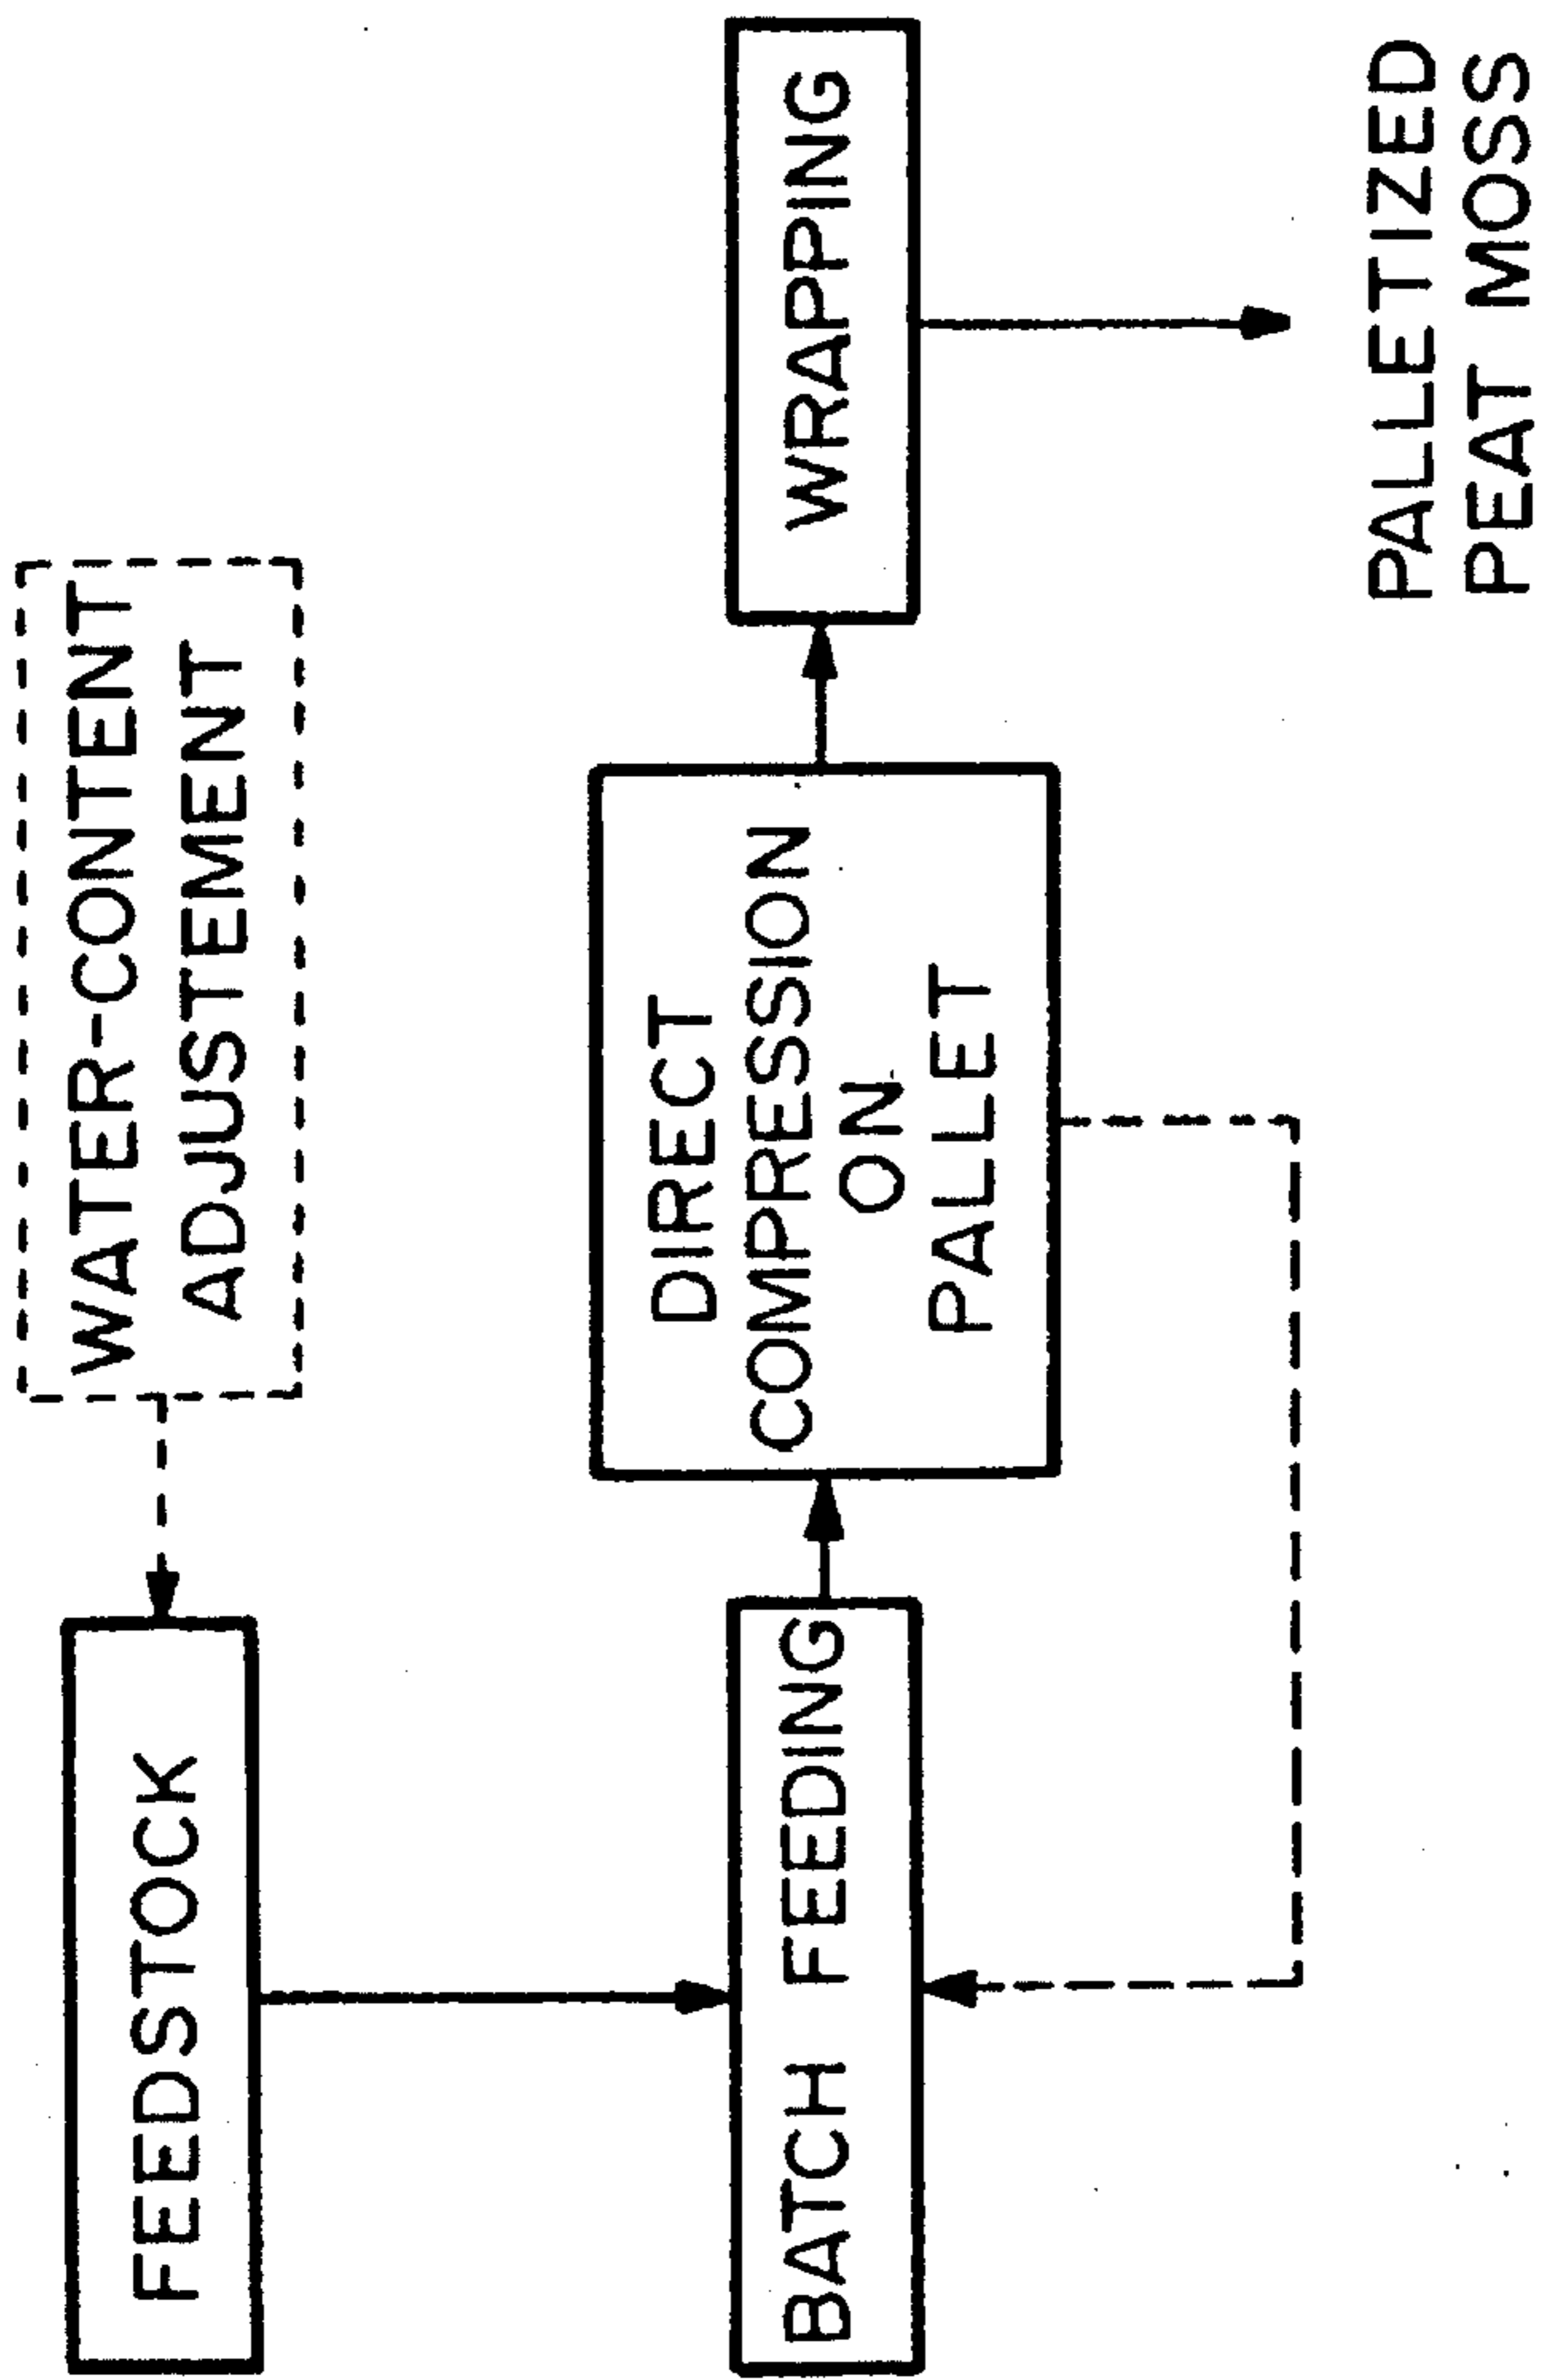 FEEDSTOCK
WATER-CONTENT
ADJUSTEMENT
BATCH FEEDING
DIRECT
COMPRESSION
ON
PALLET
WRAPPING
PALLETIZED
PEAT MOSS